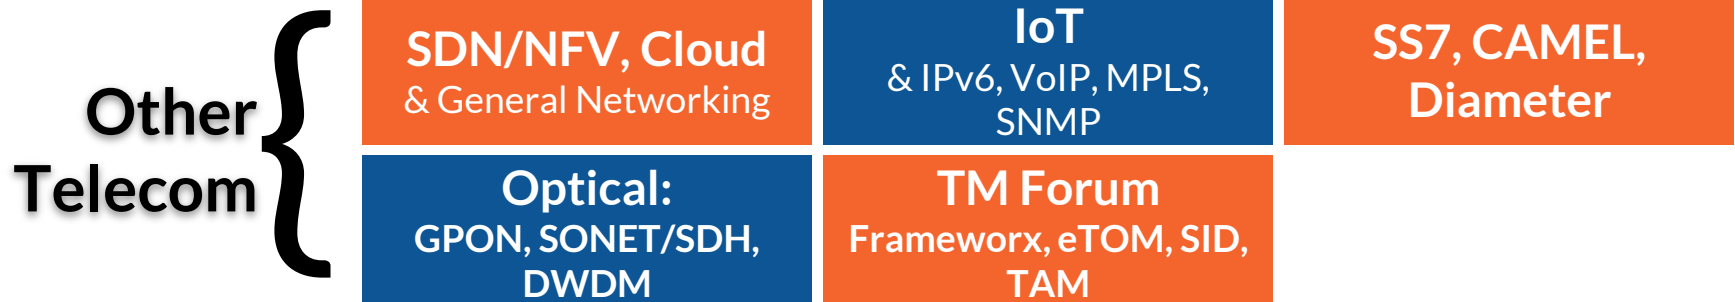 Other
Telecom
{
SDN/NFV, Cloud
& General Networking
IoT
& IPv6, VoIP, MPLS,
SNMP
SS7, CAMEL,
Diameter
Optical:
GPON, SONET/SDH,
DWDM
TM Forum
Frameworx, eTOM, SID,
TAM